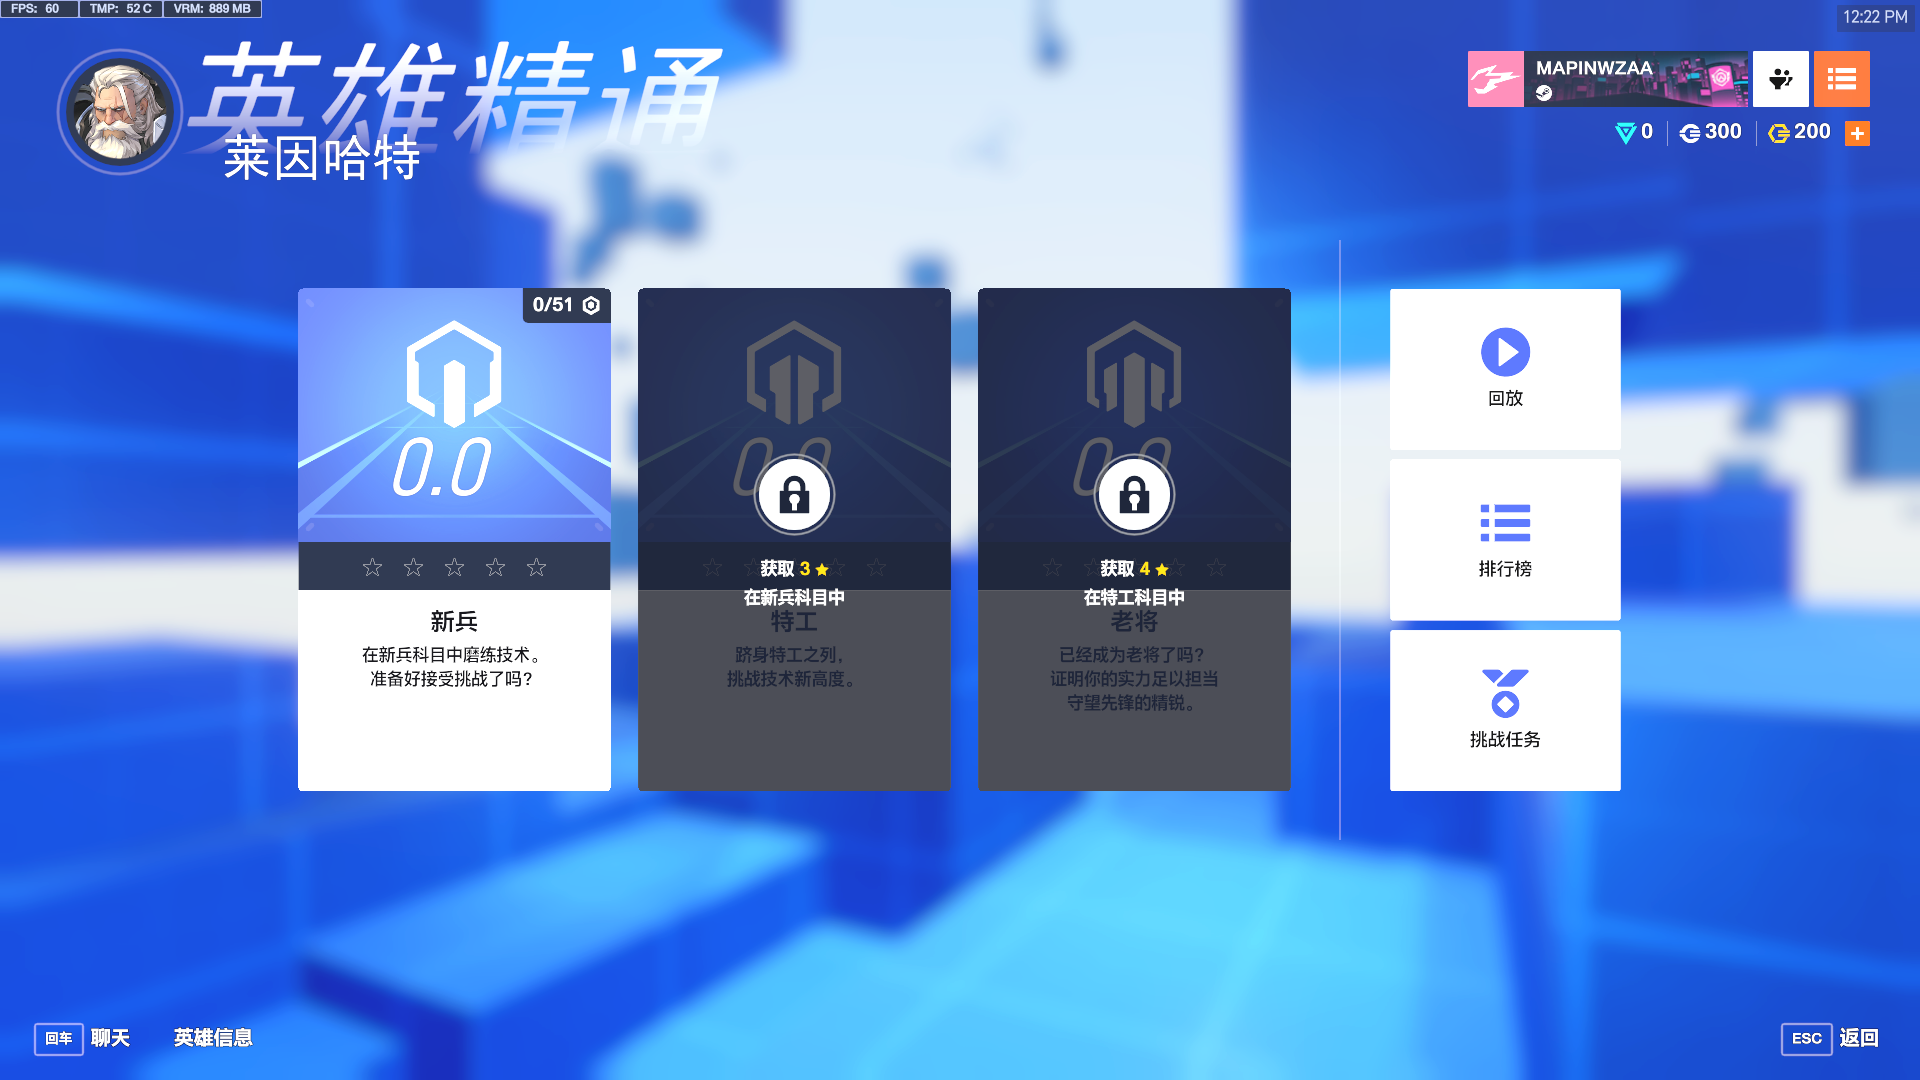 FPS: 60 TMP: 52 C VRM: 889 MB
12:22 PM
英雄精通
莱因哈特
MAPINWZAA
0 300 200 +
0/51
0.0
新兵
在新兵科目中磨练技术。
准备好接受挑战了吗？
0.0
获取 3
在新兵科目中
特工
跻身特工之列，
挑战技术新高度。
0.0
获取 4
在特工科目中
老将
已经成为老将了吗？
证明你的实力足以担当
守望先锋的精锐。
回放
排行榜
挑战任务
回车 聊天 英雄信息
ESC 返回